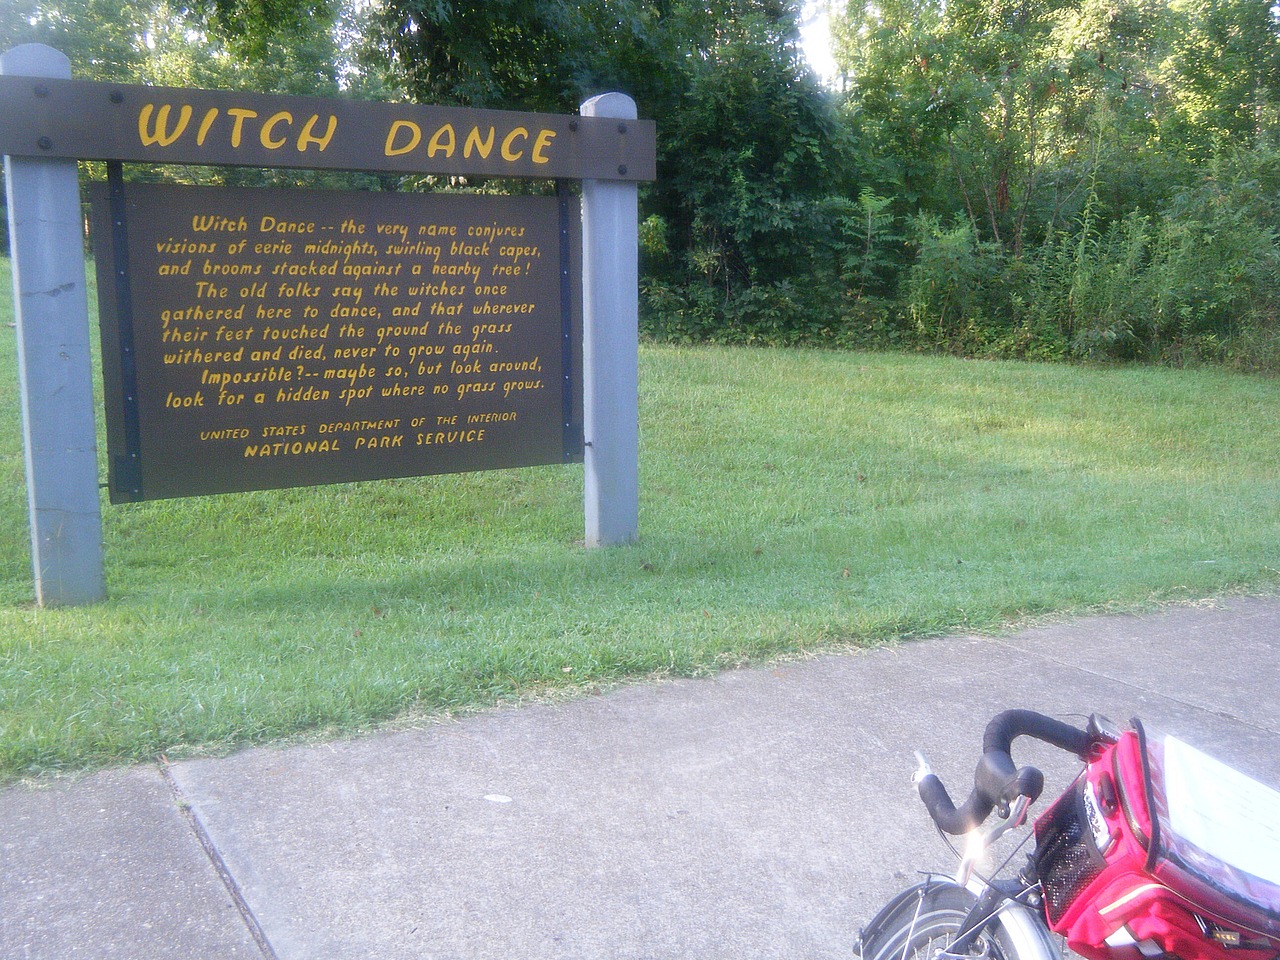 WITCH DANCE
Witch Dance -- the very name conjures
visions of eerie midnights, swirling black capes,
and brooms stacked against a nearby tree!
The old folks say the witches once
gathered here to dance, and that wherever
their feet touched the ground the grass
withered and died, never to grow again.
Impossible?-- maybe so, but look around,
look for a hidden spot where no grass grows.
UNITED STATES DEPARTMENT OF THE INTERIOR
NATIONAL PARK SERVICE